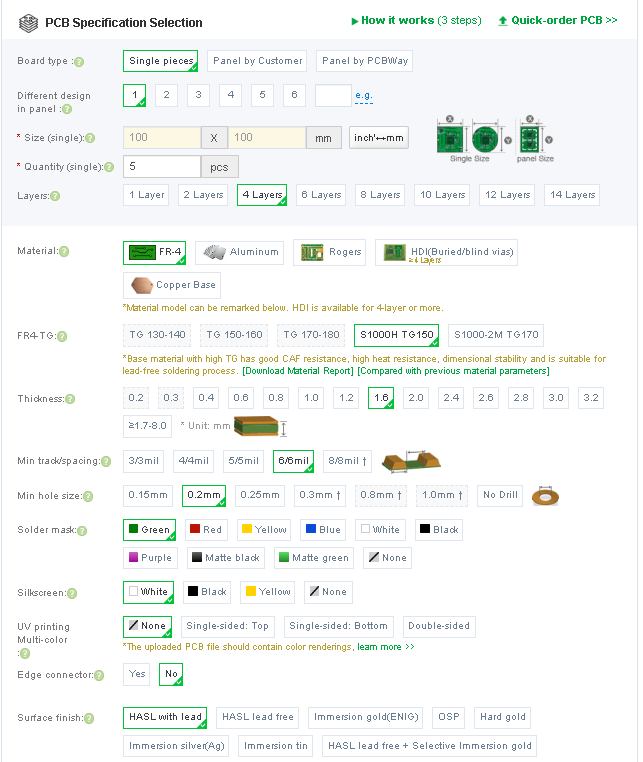 PCB Specification Selection
How it works (3 steps)
Quick-order PCB >>
Board type :
Single pieces
Panel by Customer
Panel by PCBWay
Different design in panel :
1
2
3
4
5
6
e.g.
* Size (single):
100
X
100
mm
inch'↔mm
X
Y
X
Y
Single Size
panel Size
* Quantity (single):
5
pcs
Layers:
1 Layer
2 Layers
4 Layers
6 Layers
8 Layers
10 Layers
12 Layers
14 Layers
Material:
FR-4
Aluminum
Rogers
HDI(Buried/blind vias)
≥4 Layers
Copper Base
*Material model can be remarked below. HDI is available for 4-layer or more.
FR4-TG:
TG 130-140
TG 150-160
TG 170-180
S1000H TG150
S1000-2M TG170
*Base material with high TG has good CAF resistance, high heat resistance, dimensional stability and is suitable for
lead-free soldering process. [Download Material Report] [Compared with previous material parameters]
Thickness:
0.2
0.3
0.4
0.6
0.8
1.0
1.2
1.6
2.0
2.4
2.6
2.8
3.0
3.2
≥1.7-8.0
* Unit: mm
Min track/spacing:
3/3mil
4/4mil
5/5mil
6/6mil
8/8mil †
Min hole size:
0.15mm
0.2mm
0.25mm
0.3mm †
0.8mm †
1.0mm †
No Drill
Solder mask:
Green
Red
Yellow
Blue
White
Black
Purple
Matte black
Matte green
None
Silkscreen:
White
Black
Yellow
None
UV printing Multi-color :
None
Single-sided: Top
Single-sided: Bottom
Double-sided
*The uploaded PCB file should contain color renderings, learn more >>
Edge connector:
Yes
No
Surface finish:
HASL with lead
HASL lead free
Immersion gold(ENIG)
OSP
Hard gold
Immersion silver(Ag)
Immersion tin
HASL lead free + Selective Immersion gold